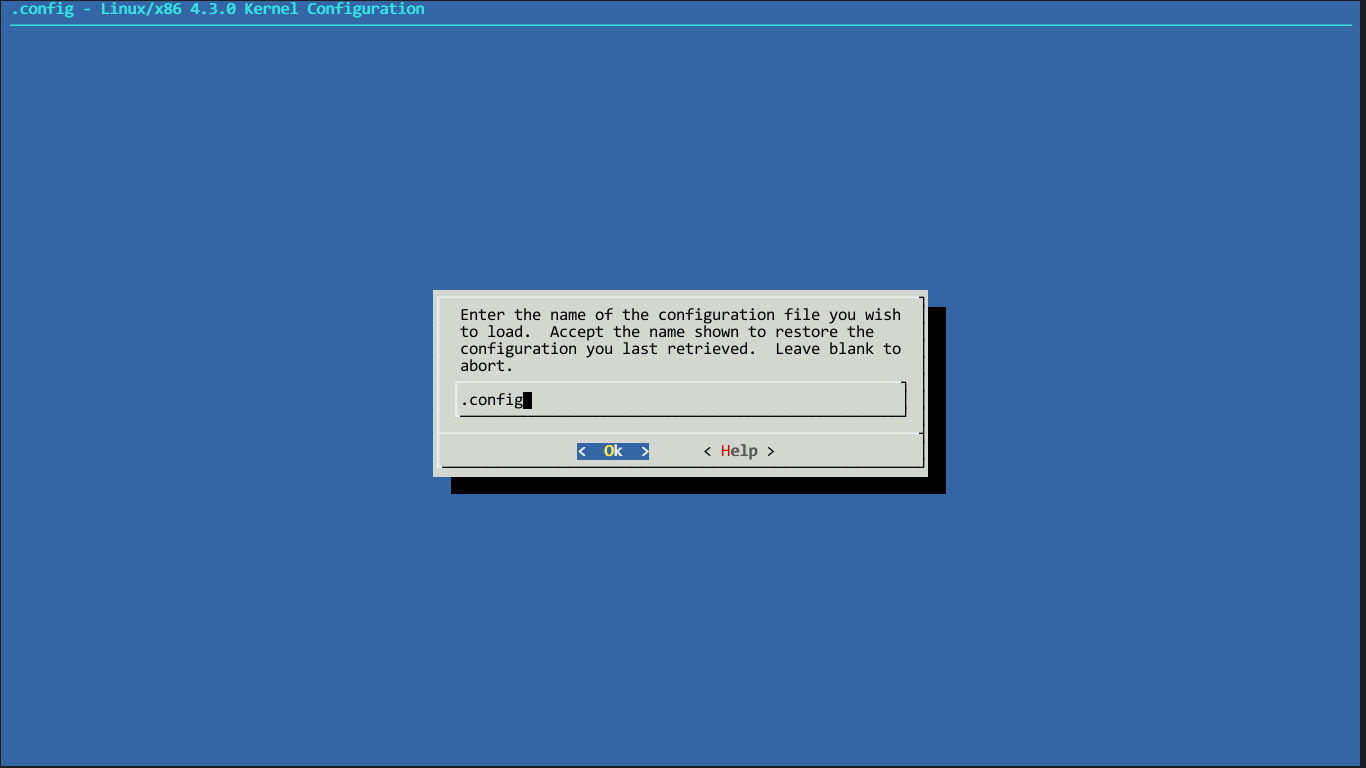 .config - Linux/x86 4.3.0 Kernel Configuration
Enter the name of the configuration file you wish
to load.  Accept the name shown to restore the
configuration you last retrieved.  Leave blank to
abort.
.config
<  Ok  >      < Help >